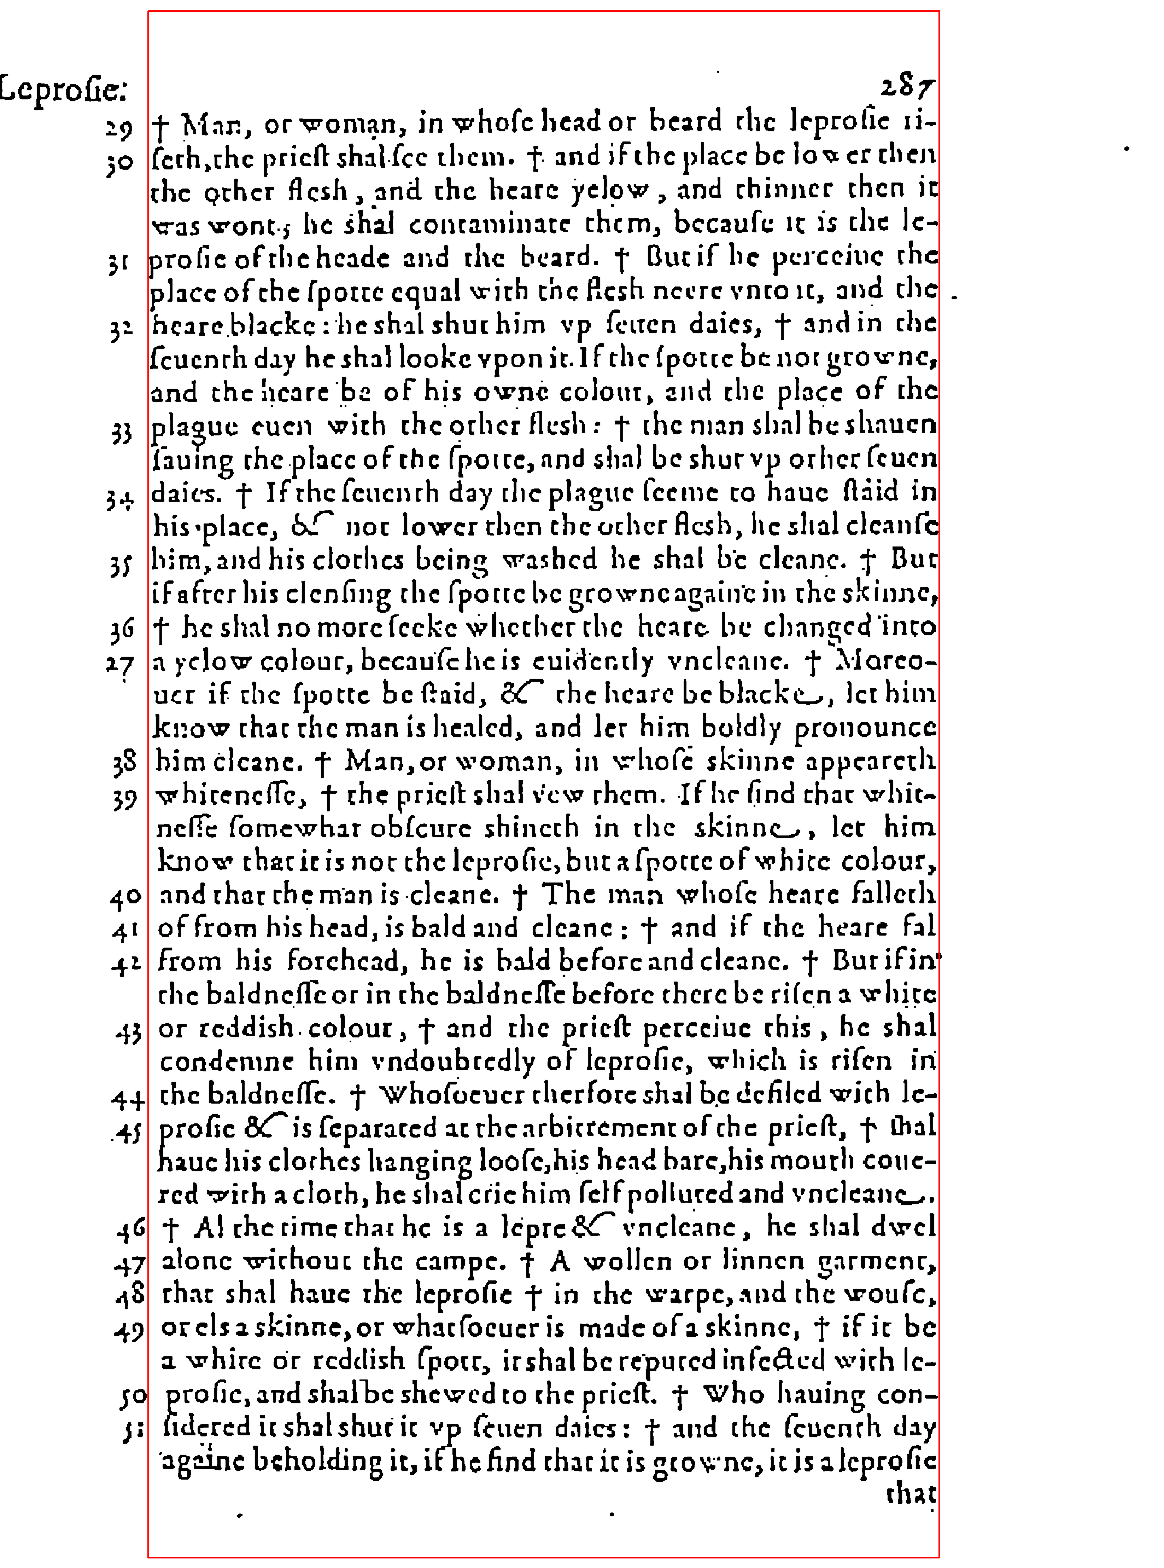 Leprosie: 287
29 † Man, or woman, in whoſe head or beard the leproſie ri-
30 ſeth, the prieſt shal ſee them. † and if the place be lower then
the other flesh, and the heare yelow, and thinner then it
was wont; he shal contaminate them, becauſe it is the le-
31 proſie of the heade and the beard. † But if he perceiue the
place of the ſpotte equal with the flesh neere vnto it, and the
32 heare blacke: he shal shut him vp ſeuen daies, † and in the
ſeuenth day he shal looke vpon it. If the ſpotte be not growne,
and the heare be of his owne colour, and the place of the
33 plague euen with the other flesh: † the man shal be shauen
ſauing the place of the ſpotte, and shal be shut vp other ſeuen
34 daies. † If the ſeuenth day the plague ſeeme to haue ſtaid in
his place, & not lower then the other flesh, he shal cleanſe
35 him, and his clothes being washed he shal be cleane. † But
if after his clenſing the ſpotte be growne againe in the skinne,
36 † he shal no more ſeeke whether the heare be changed into
27 a yelow colour, becauſe he is euidently vncleane. † Moreo-
uer if the ſpotte be ſtaid, & the heare be blacke, let him
know that the man is healed, and let him boldly pronounce
38 him cleane. † Man, or woman, in whoſe skinne appeareth
39 whiteneſſe, † the prieſt shal vew them. If he find that whit-
neſſe ſomewhat obſcure shineth in the skinne, let him
know that it is not the leproſie, but a ſpotte of white colour,
40 and that the man is cleane. † The man whoſe heare falleth
41 of from his head, is bald and cleane: † and if the heare fal
42 from his forehead, he is bald before and cleane. † But if in
the baldneſſe or in the baldneſſe before there be riſen a white
43 or reddish colour, † and the prieſt perceiue this, he shal
condemne him vndoubtedly of leproſie, which is riſen in
44 the baldneſſe. † Whoſoeuer therfore shal be defiled with le-
45 proſie & is ſeparated at the arbitrement of the prieſt, † ſhal
haue his clothes hanging looſe, his head bare, his mouth coue-
red with a cloth, he shal crie him ſelf polluted and vncleane.
46 † Al the time that he is a lepre & vncleane, he shal dwel
47 alone without the campe. † A wollen or linnen garment,
48 that shal haue the leproſie † in the warpe, and the woufe,
49 or els a skinne, or whatſoeuer is made of a skinne, † if it be
a white or reddish ſpott, it shal be reputed infected with le-
50 proſie, and shal be shewed to the prieſt. † Who hauing con-
51 ſidered it shal shut it vp ſeuen daies: † and the ſeuenth day
againe beholding it, if he find that it is growne, it is a leproſie
that